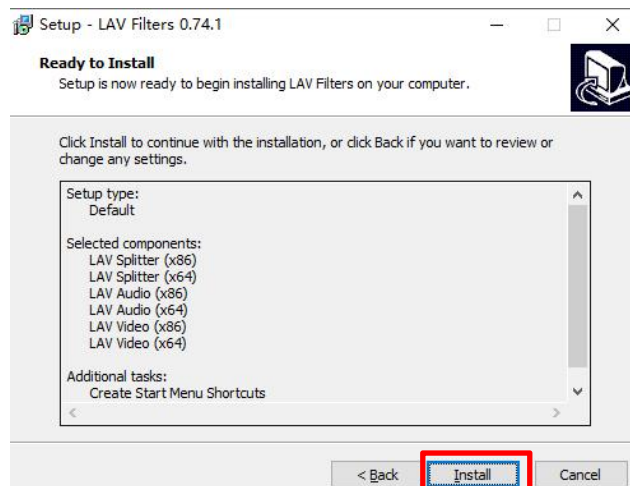 Setup - LAV Filters 0.74.1
Ready to Install
Setup is now ready to begin installing LAV Filters on your computer.
Click Install to continue with the installation, or click Back if you want to review or
change any settings.
Setup type:
Default
Selected components:
LAV Splitter (x86)
LAV Splitter (x64)
LAV Audio (x86)
LAV Audio (x64)
LAV Video (x86)
LAV Video (x64)
Additional tasks:
Create Start Menu Shortcuts
< Back Install Cancel